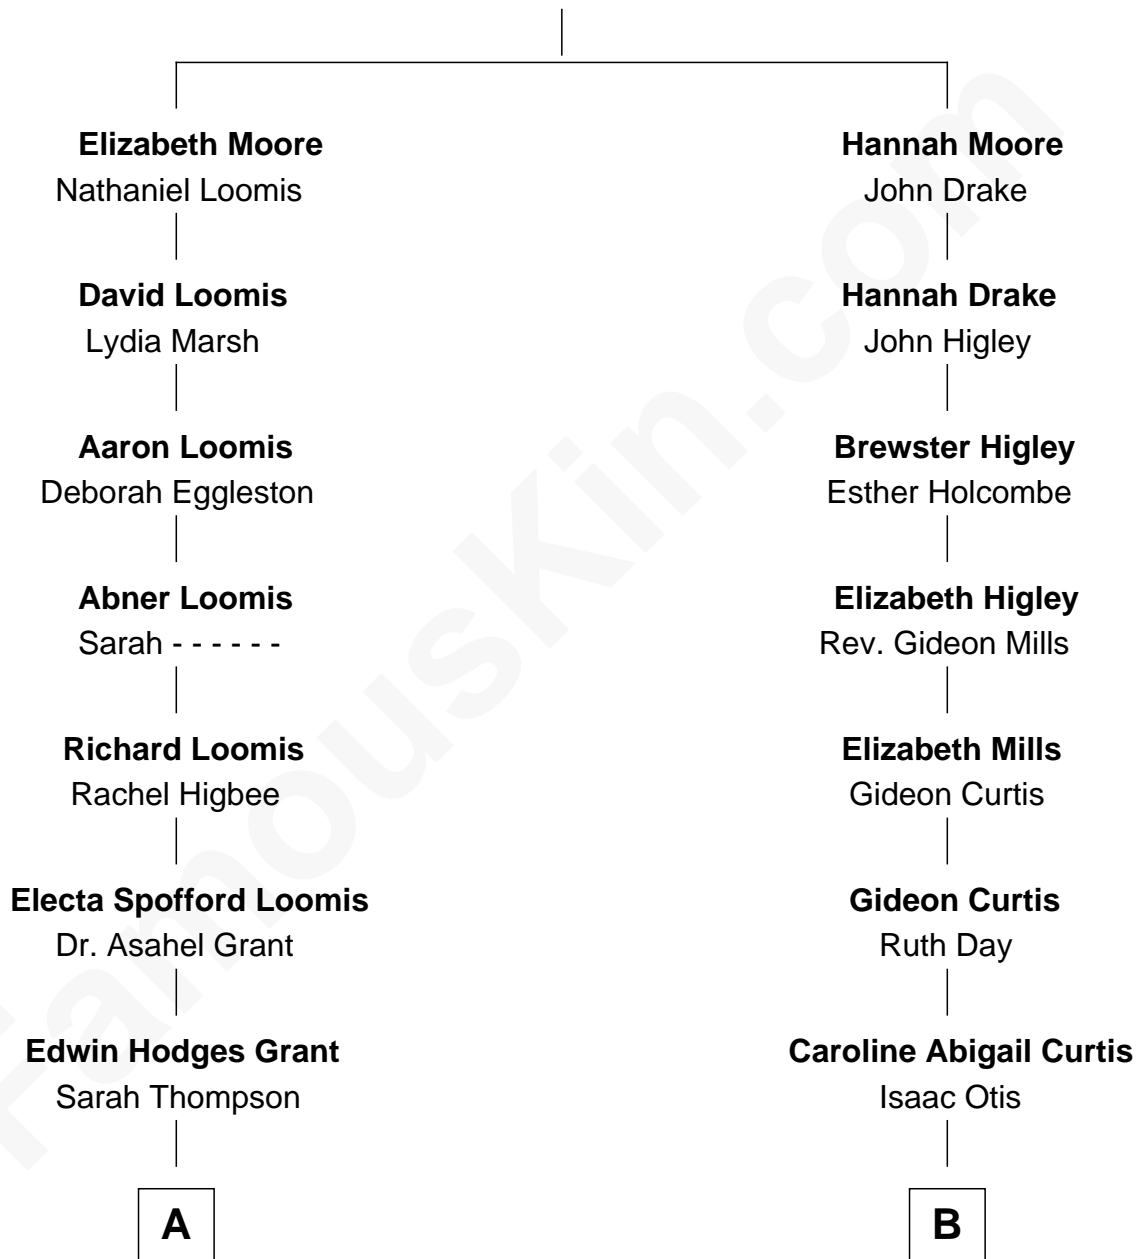 Elizabeth Moore
Nathaniel Loomis
David Loomis
Lydia Marsh
Aaron Loomis
Deborah Eggleston
Abner Loomis
Sarah - - - - - -
Richard Loomis
Rachel Higbee
Electa Spofford Loomis
Dr. Asahel Grant
Edwin Hodges Grant
Sarah Thompson
A
Hannah Moore
John Drake
Hannah Drake
John Higley
Brewster Higley
Esther Holcombe
Elizabeth Higley
Rev. Gideon Mills
Elizabeth Mills
Gideon Curtis
Gideon Curtis
Ruth Day
Caroline Abigail Curtis
Isaac Otis
B
FamousKin.com